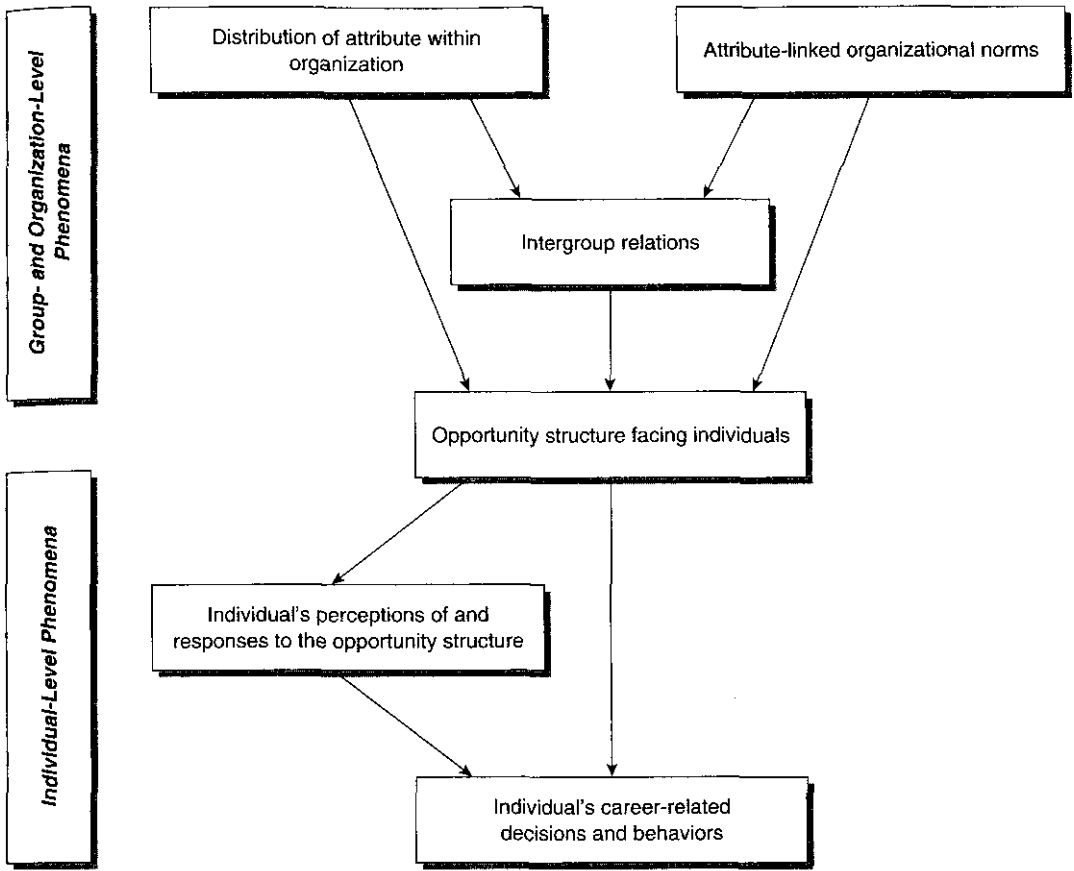 Group- and Organization-Level
Phenomena
Distribution of attribute within
organization
Attribute-linked organizational norms
Intergroup relations
Opportunity structure facing individuals
Individual-Level Phenomena
Individual's perceptions of and
responses to the opportunity structure
Individual's career-related
decisions and behaviors